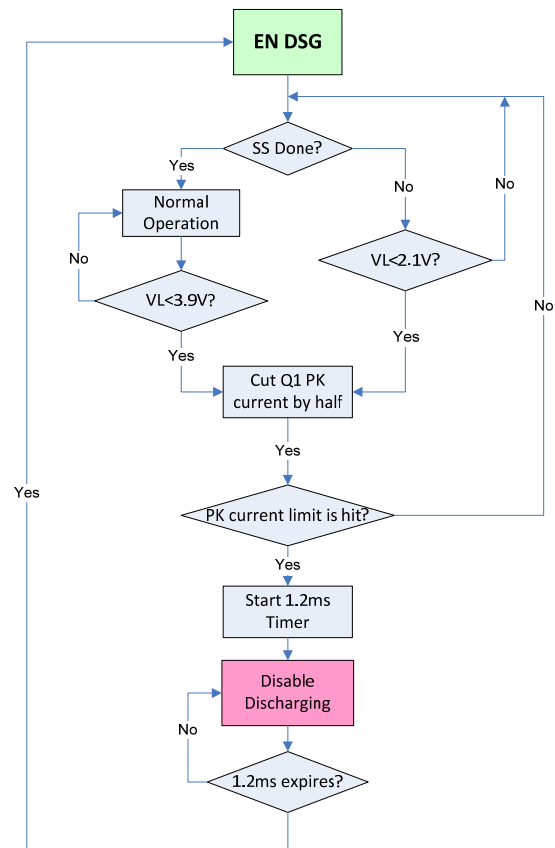 EN DSG
SS Done?
Yes
No
No
Normal
Operation
VL<2.1V?
No
VL<3.9V?
No
Yes
Yes
Cut Q1 PK
current by half
Yes
Yes
PK current limit is hit?
Yes
Start 1.2ms
Timer
Disable
Discharging
No
1.2ms expires?